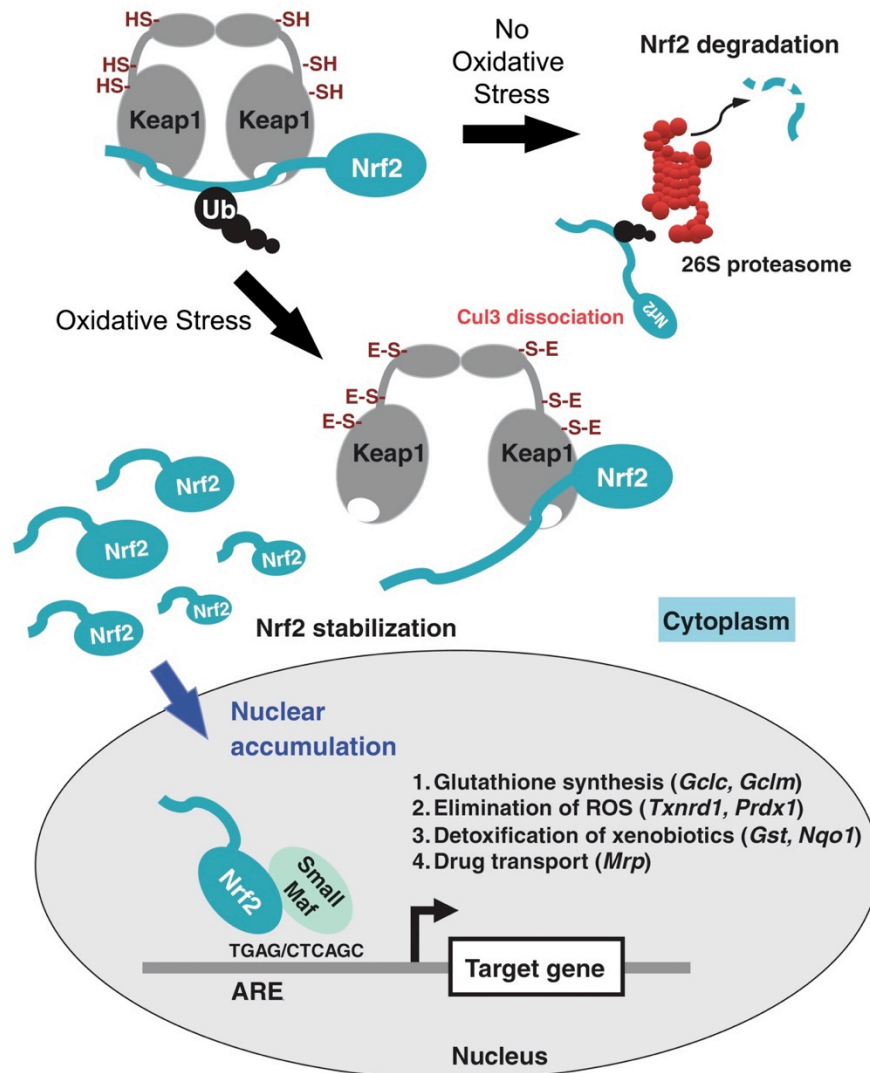 HS-
-SH
No
Oxidative
Stress
Nrf2 degradation
HS-
HS-
-SH
-SH
Keap1
Keap1
Nrf2
Ub
26S proteasome
Nrf2
Oxidative Stress
Cul3 dissociation
E-S-
-S-E
E-S-
E-S-
-S-E
-S-E
Keap1
Keap1
Nrf2
Nrf2
Nrf2
Nrf2
Nrf2
Nrf2
Nrf2 stabilization
Cytoplasm
Nuclear
accumulation
1. Glutathione synthesis (Gclc, Gclm)
2. Elimination of ROS (Txnrd1, Prdx1)
3. Detoxification of xenobiotics (Gst, Nqo1)
4. Drug transport (Mrp)
Nrf2
Small
Maf
TGAG/CTCAGC
ARE
Target gene
Nucleus